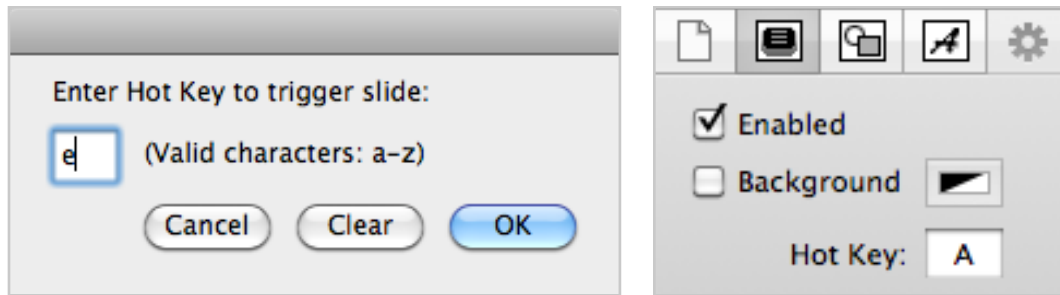 Enter Hot Key to trigger slide:
e (Valid characters: a-z)
Cancel Clear OK
A
Enabled
Background
Hot Key: A